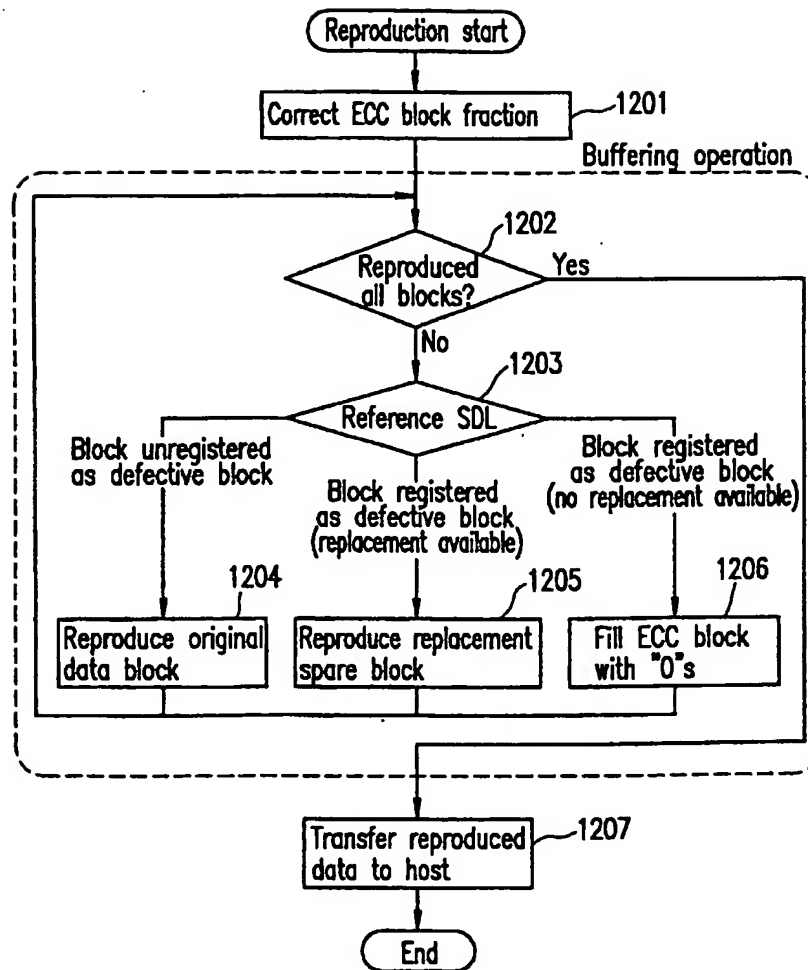 Reproduction start
Correct ECC block fraction
1201
Buffering operation
1202
Reproduced
all blocks?
Yes
No
1203
Reference SDL
Block unregistered
as defective block
Block registered
as defective block
(replacement available)
Block registered
as defective block
(no replacement available)
1204
Reproduce original
data block
1205
Reproduce replacement
spare block
1206
Fill ECC block
with "0"s
Transfer reproduced
data to host
1207
End